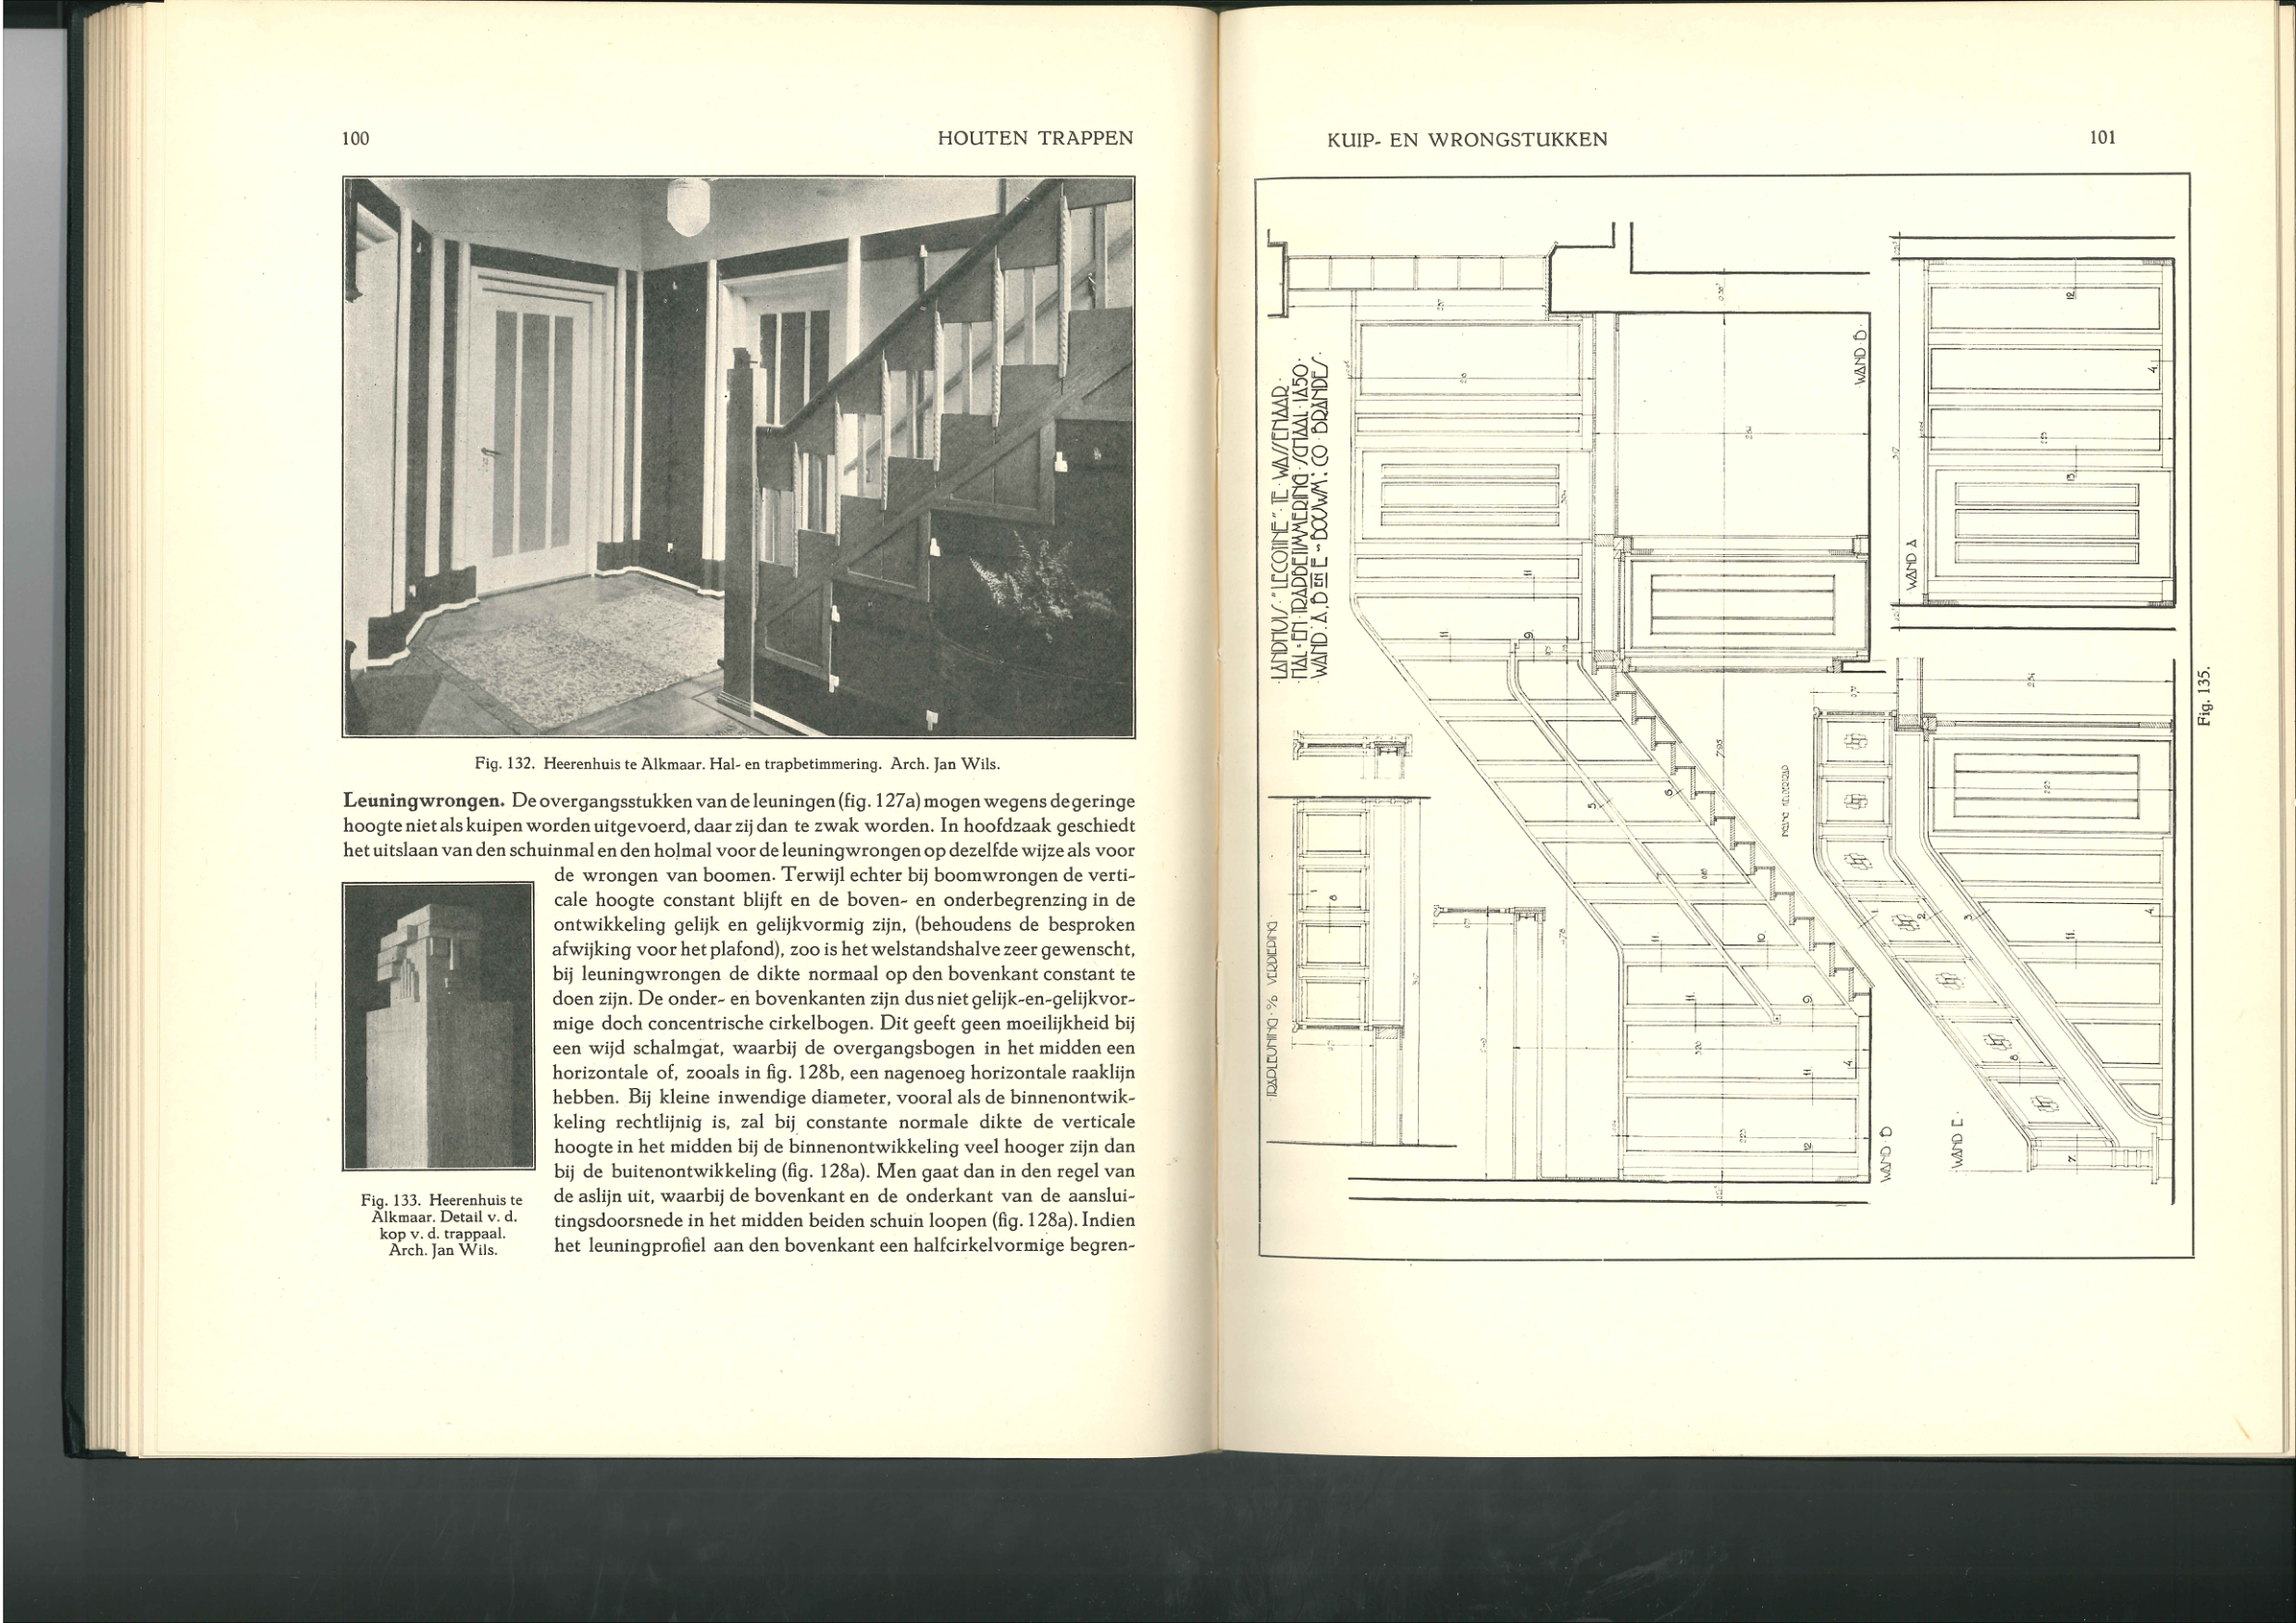 100
HOUTEN TRAPPEN
Fig. 132. Heerenhuis te Alkmaar. Hal- en trapbetimmering. Arch. Jan Wils.
Leuningwrongen. De overgangsstukken van de leuningen (fig. 127a) mogen wegens de geringe
hoogte niet als kuipen worden uitgevoerd, daar zij dan te zwak worden. In hoofdzaak geschiedt
het uitslaan van den schuinmal en den holmal voor de leuningwrongen op dezelfde wijze als voor
de wrongen van boomen. Terwijl echter bij boomwrongen de verti-
cale hoogte constant blijft en de boven- en onderbegrenzing in de
ontwikkeling gelijk en gelijkvormig zijn, (behoudens de besproken
afwijking voor het plafond), zoo is het welstandshalve zeer gewenscht,
bij leuningwrongen de dikte normaal op den bovenkant constant te
doen zijn. De onder- en bovenkanten zijn dus niet gelijk-en-gelijkvor-
mige doch concentrische cirkelbogen. Dit geeft geen moeilijkheid bij
een wijd schalmgat, waarbij de overgangsbogen in het midden een
horizontale of, zooals in fig. 128b, een nagenoeg horizontale raaklijn
hebben. Bij kleine inwendige diameter, vooral als de binnenontwik-
keling rechtlijnig is, zal bij constante normale dikte de verticale
hoogte in het midden bij de binnenontwikkeling veel hooger zijn dan
bij de buitenontwikkeling (fig. 128a). Men gaat dan in den regel van
de aslijn uit, waarbij de bovenkant en de onderkant van de aanslui-
tingsdoorsnede in het midden beiden schuin loopen (fig. 128a). Indien
het leuningprofiel aan den bovenkant een halfcirkelvormige begren-
Fig. 133. Heerenhuis te
Alkmaar. Detail v. d.
kop v. d. trappaal.
Arch. Jan Wils.
KUIP- EN WRONGSTUKKEN
101
·LANDHUIS·"LECOTINE"·TE·WASSENAAR·
·HAL=EN·TRAPBETIMMERING·SCHAAL·1À50·
·WAND·A,B EN E - BOUWM: CO·BRANDES·
·TRAPLEUNING·
VERDIEPING·
WAND·B·
WAND A
WAND·D
WAND E·
Fig. 135.